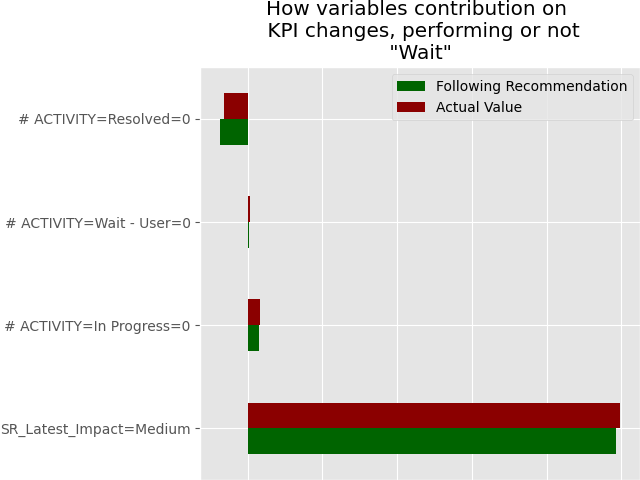 How variables contribution on
KPI changes, performing or not
"Wait"
Following Recommendation
Actual Value
# ACTIVITY=Resolved=0
# ACTIVITY=Wait - User=0
# ACTIVITY=In Progress=0
SR_Latest_Impact=Medium